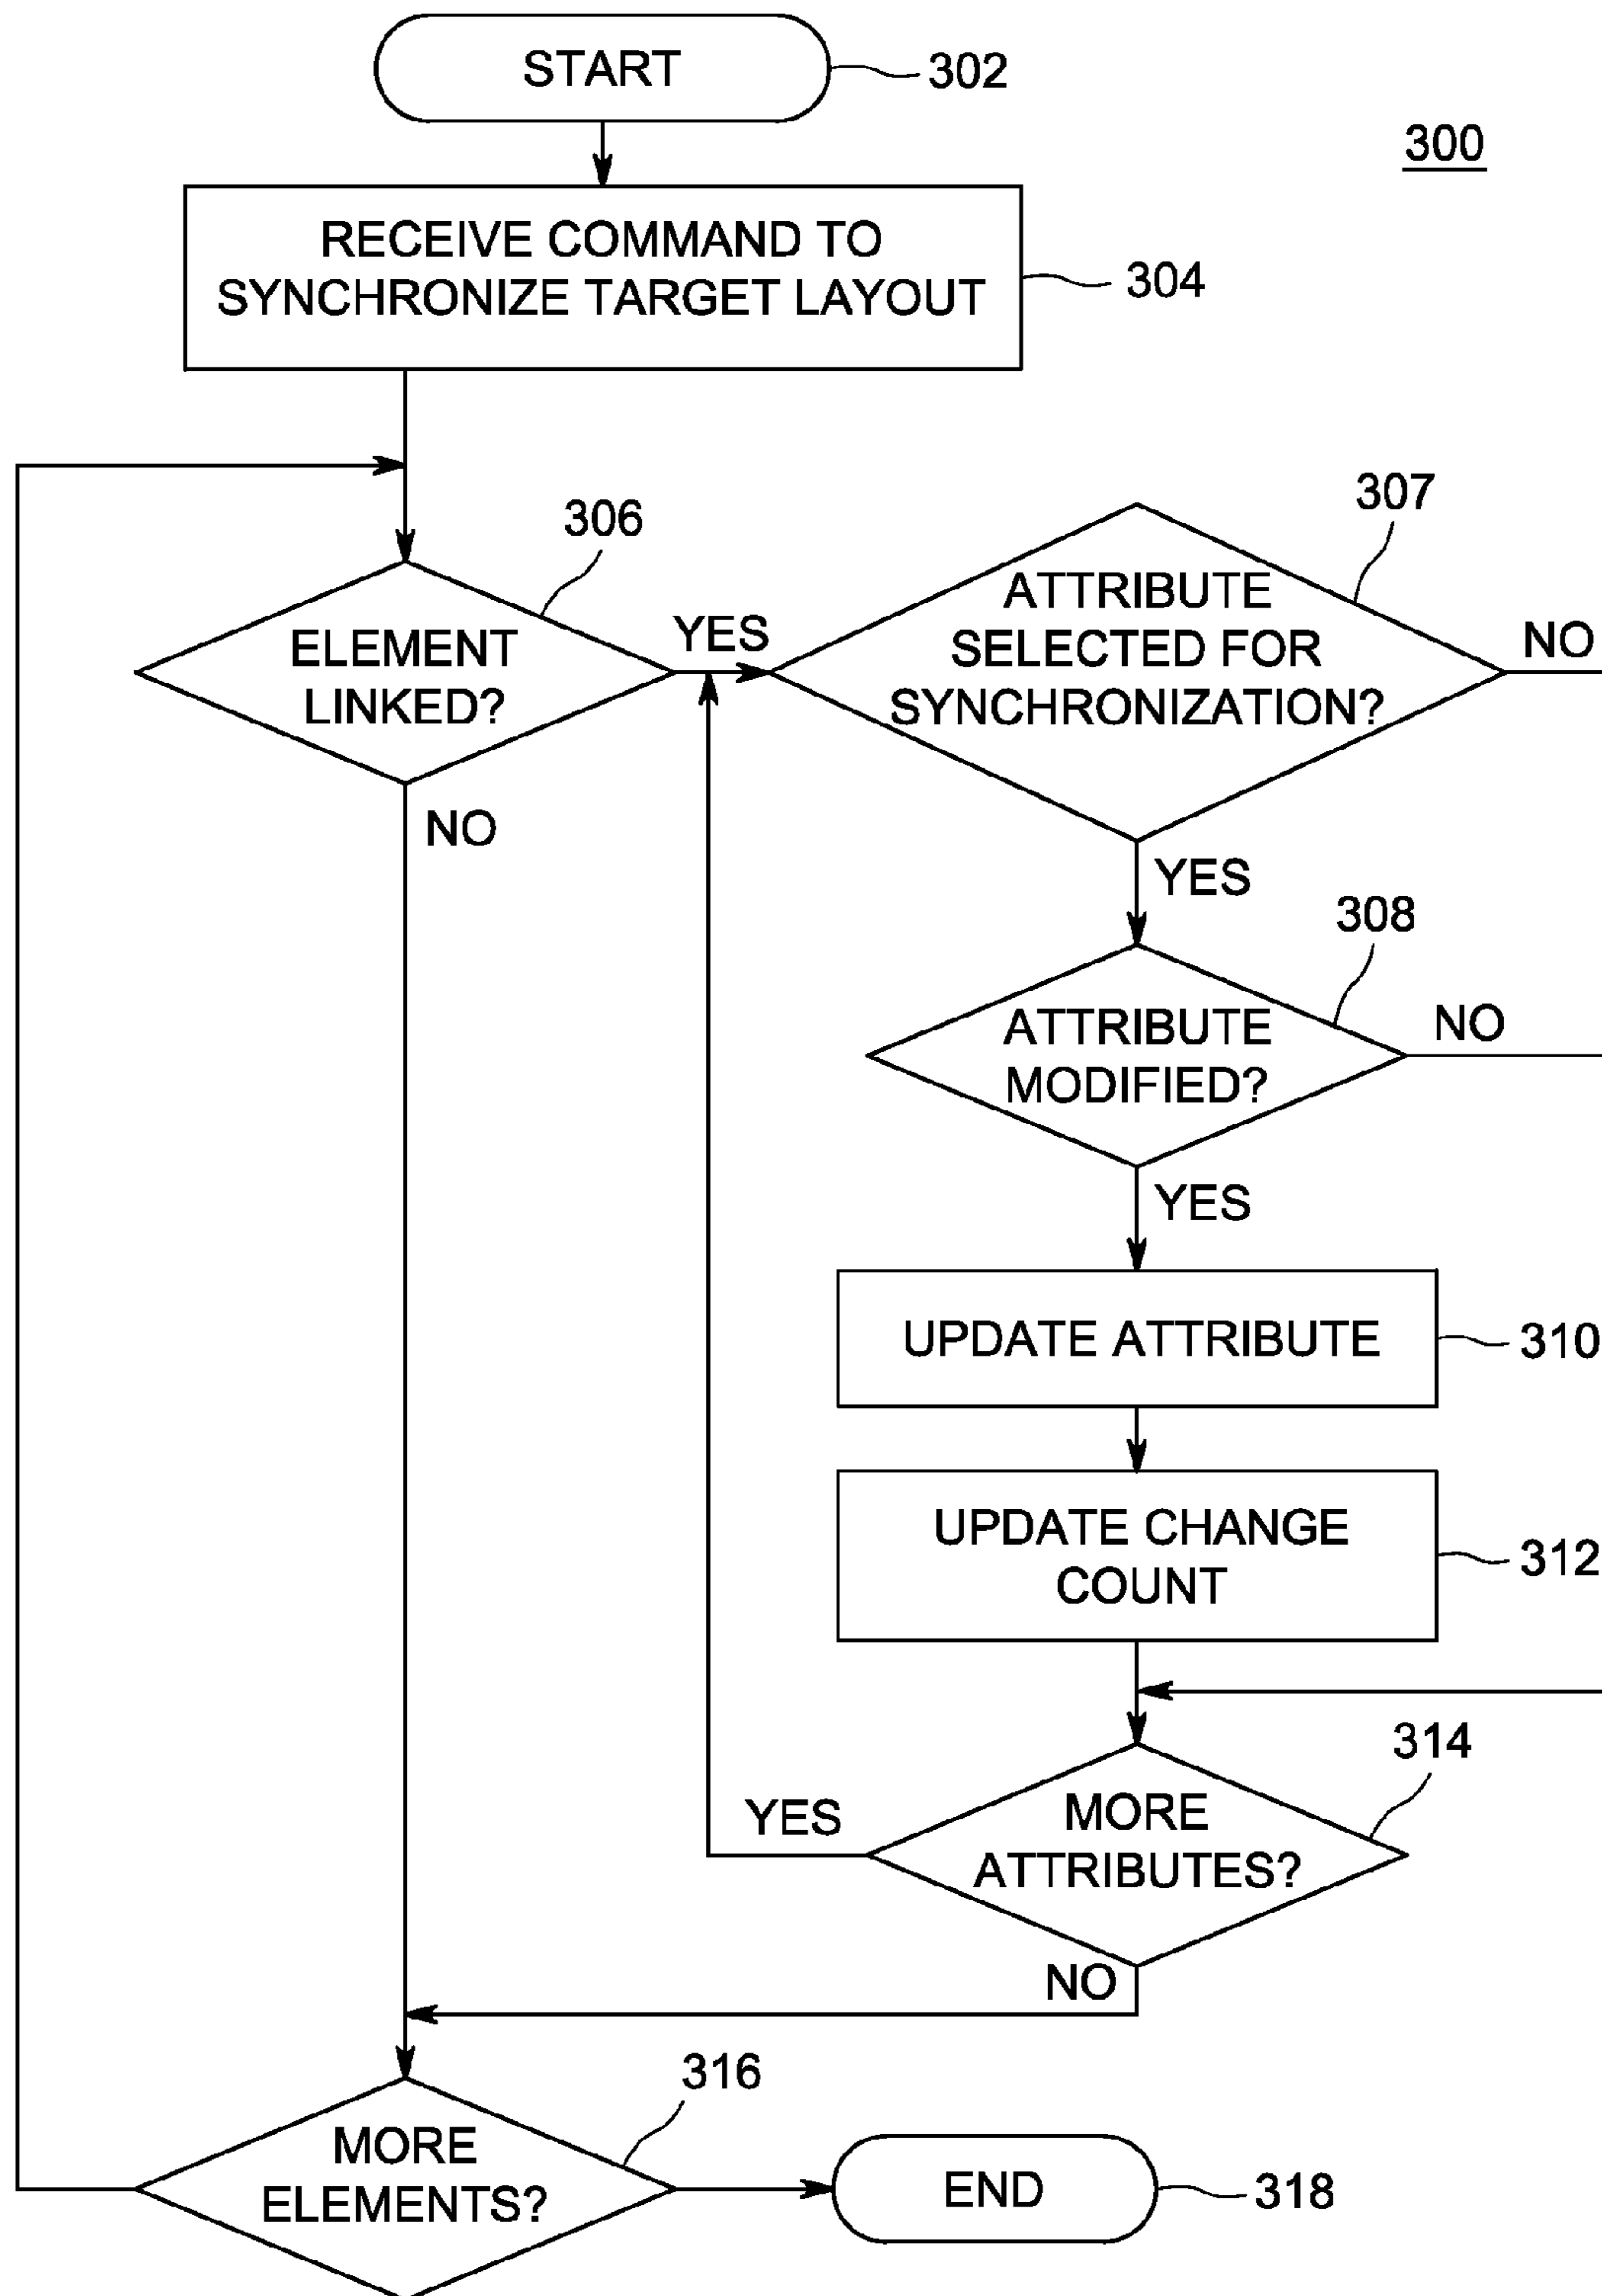 START
302
300
RECEIVE COMMAND TO
SYNCHRONIZE TARGET LAYOUT
304
306
307
ELEMENT
LINKED?
YES
ATTRIBUTE
SELECTED FOR
SYNCHRONIZATION?
NO
NO
YES
308
ATTRIBUTE
MODIFIED?
NO
YES
UPDATE ATTRIBUTE
310
UPDATE CHANGE
COUNT
312
314
MORE
ATTRIBUTES?
YES
NO
316
MORE
ELEMENTS?
END
318